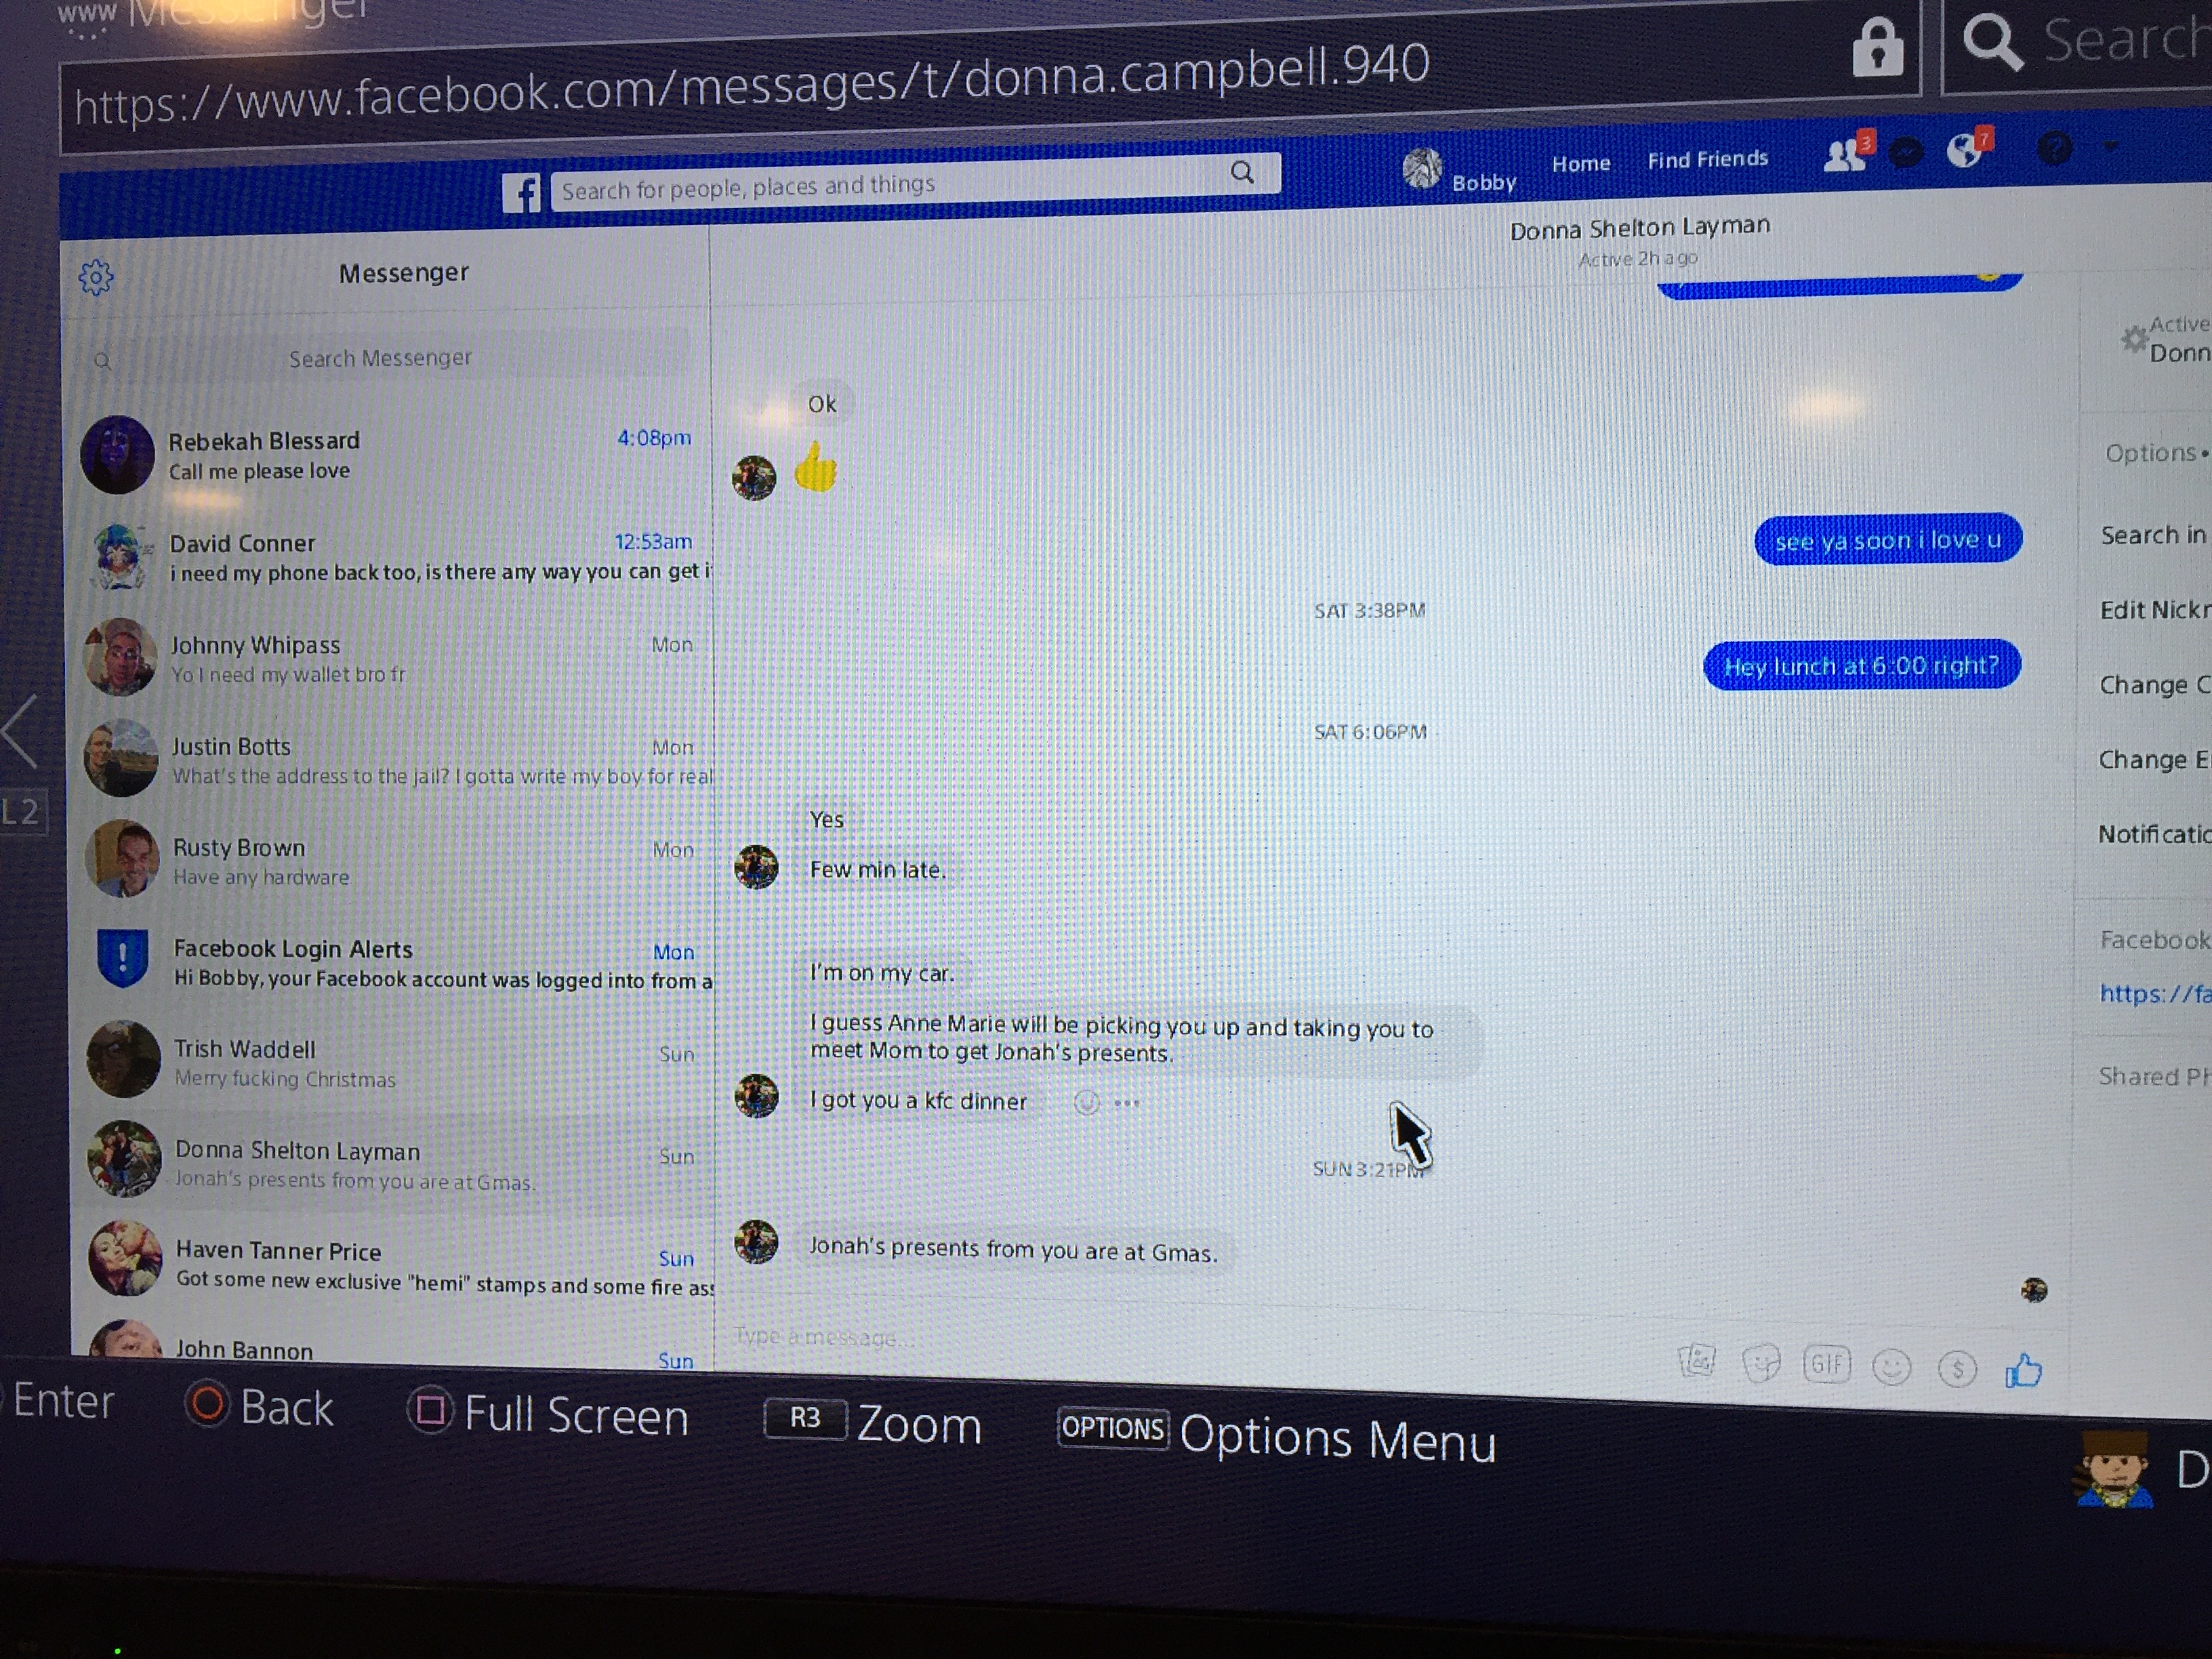 www Messenger
https://www.facebook.com/messages/t/donna.campbell.940
Search
Search for people, places and things
Bobby
Home
Find Friends
3
7
Messenger
Donna Shelton Layman
Active 2h ago
Search Messenger
Rebekah Blessard 4:08pm
Call me please love
David Conner 12:53am
i need my phone back too, is there any way you can get i
Johnny Whipass Mon
Yo I need my wallet bro fr
Justin Botts Mon
What's the address to the jail? I gotta write my boy for real
Rusty Brown Mon
Have any hardware
Facebook Login Alerts Mon
Hi Bobby, your Facebook account was logged into from a
Trish Waddell Sun
Merry fucking Christmas
Donna Shelton Layman Sun
Jonah's presents from you are at Gmas.
Haven Tanner Price Sun
Got some new exclusive "hemi" stamps and some fire ass
John Bannon Sun
Ok
see ya soon i love u
SAT 3:38PM
Hey lunch at 6:00 right?
SAT 6:06PM
Yes
Few min late.
I'm on my car.
I guess Anne Marie will be picking you up and taking you to
meet Mom to get Jonah's presents.
I got you a kfc dinner
SUN 3:21PM
Jonah's presents from you are at Gmas.
Type a message...
GIF
$
Active
Donn
Options
Search in
Edit Nickn
Change C
Change E
Notificatio
Facebook
https://fa
Shared Ph
L2
Enter
Back
Full Screen
R3 Zoom
OPTIONS Options Menu
D